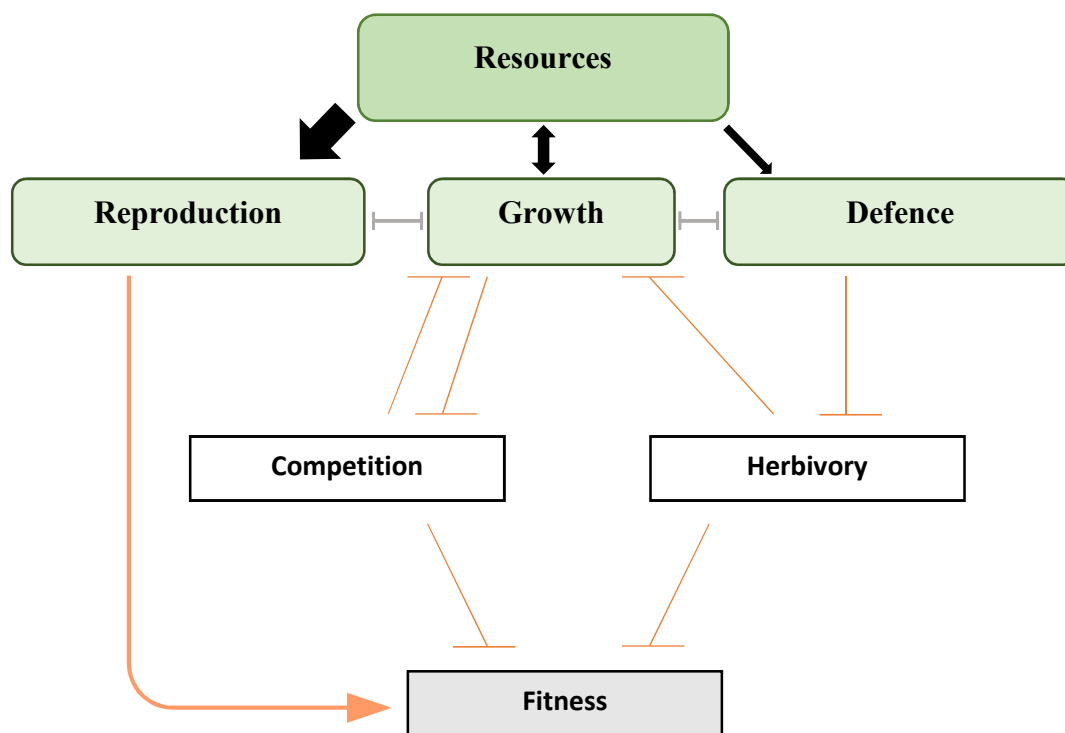 Resources
Reproduction
Growth
Defence
Competition
Herbivory
Fitness